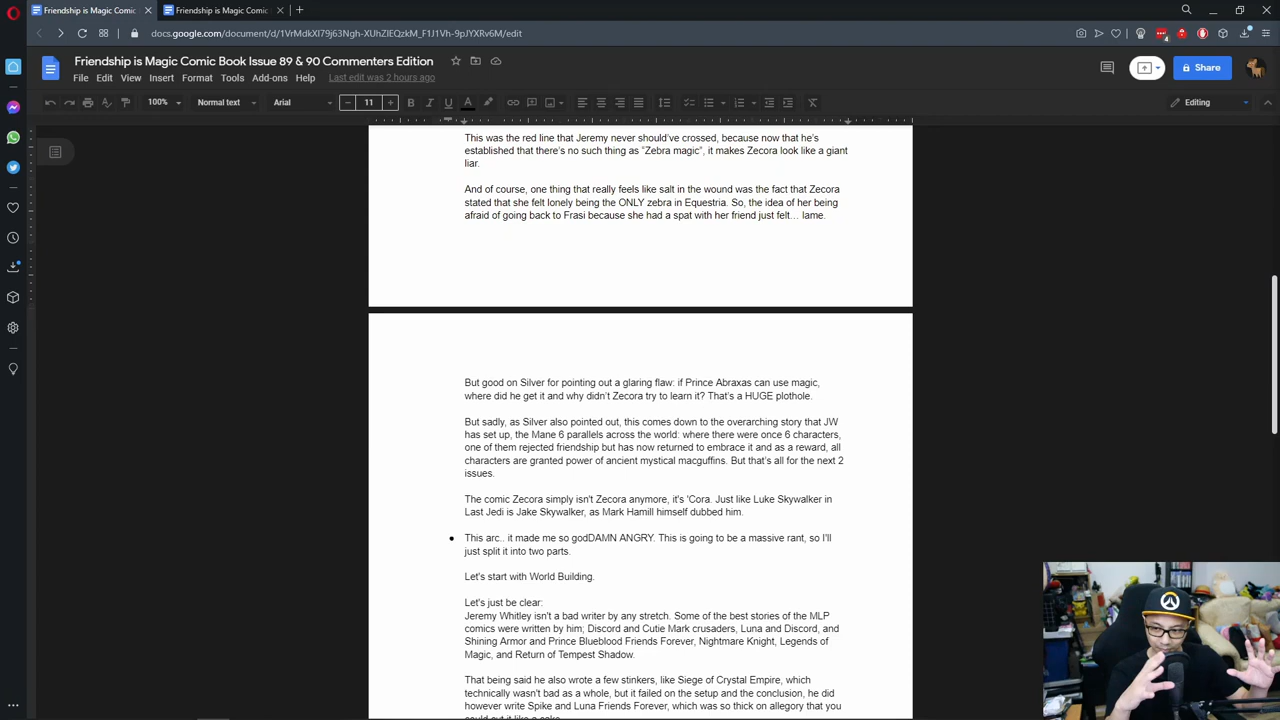 Friendship is Magic Comic
Friendship is Magic Comic
docs.google.com/document/d/
/edit
Friendship is Magic Comic Book Issue 89 & 90 Commenters Edition
Share
File Edit View Insert Format Tools Add-ons Help Last edit was 2 hours ago
100% Normal text Arial 11 Editing
This was the red line that Jeremy never should've crossed, because now that he's
established that there's no such thing as "Zebra magic", it makes Zecora look like a giant
liar.
And of course, one thing that really feels like salt in the wound was the fact that Zecora
stated that she felt lonely being the ONLY zebra in Equestria. So, the idea of her being
afraid of going back to Frasi because she had a spat with her friend just felt... lame.
But good on Silver for pointing out a glaring flaw: if Prince Abraxas can use magic,
where did he get it and why didn't Zecora try to learn it? That's a HUGE plothole.
But sadly, as Silver also pointed out, this comes down to the overarching story that JW
has set up, the Mane 6 parallels across the world: where there were once 6 characters,
one of them rejected friendship but has now returned to embrace it and as a reward, all
characters are granted power of ancient mystical macguffins. But that's all for the next 2
issues.
The comic Zecora simply isn't Zecora anymore, it's 'Cora. Just like Luke Skywalker in
Last Jedi is Jake Skywalker, as Mark Hamill himself dubbed him.
● This arc.. it made me so godDAMN ANGRY. This is going to be a massive rant, so I'll
just split it into two parts.
Let's start with World Building.
Let's just be clear:
Jeremy Whitley isn't a bad writer by any stretch. Some of the best stories of the MLP
comics were written by him; Discord and Cutie Mark crusaders, Luna and Discord, and
Shining Armor and Prince Blueblood Friends Forever, Nightmare Knight, Legends of
Magic, and Return of Tempest Shadow.
That being said he also wrote a few stinkers, like Siege of Crystal Empire, which
technically wasn't bad as a whole, but it failed on the setup and the conclusion, he did
however write Spike and Luna Friends Forever, which was so thick on allegory that you
could cut it like a cake.